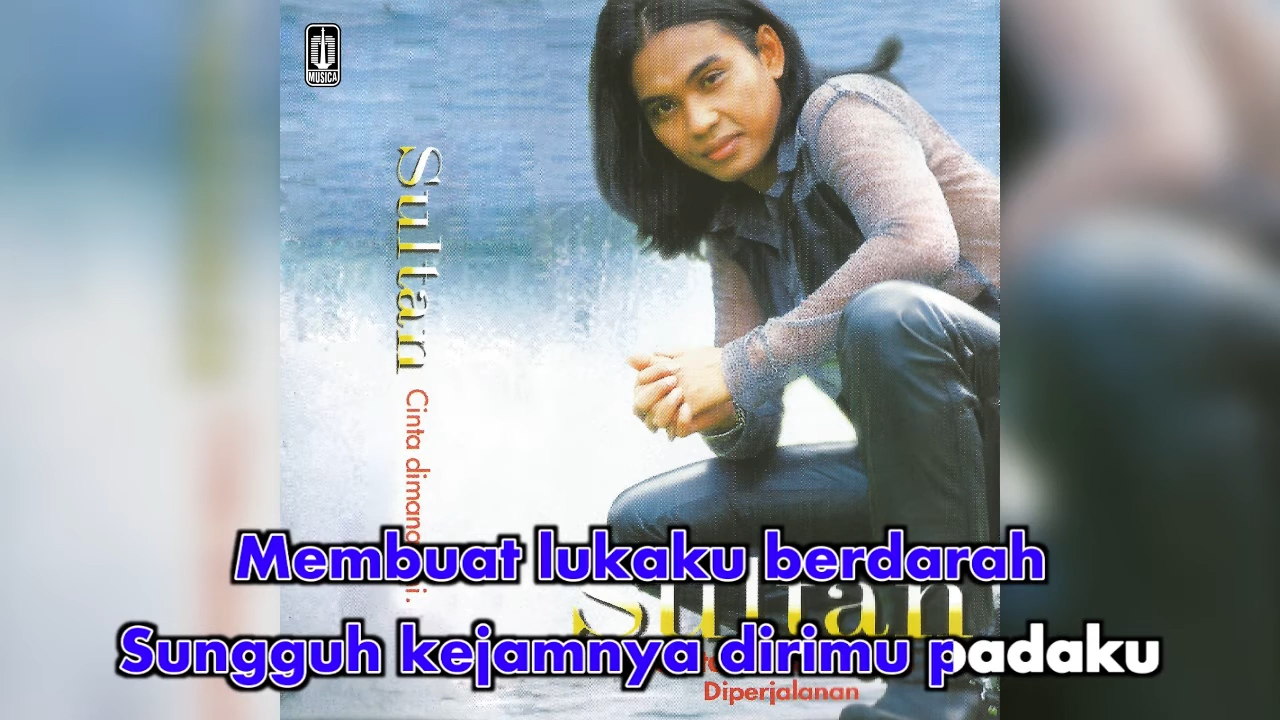 MUSICA
Sultan
Cinta dimana
Membuat lukaku berdarah
Sultan
Sungguh kejamnya dirimu padaku
Diperjalanan